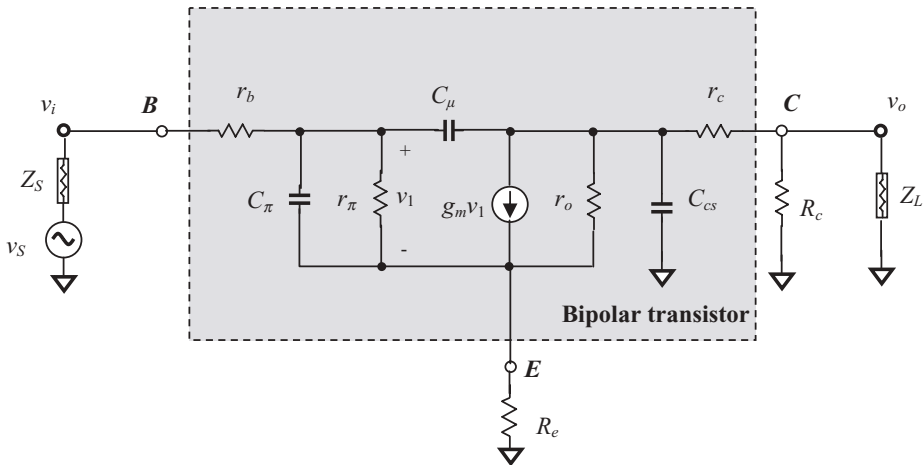 r_b
C_μ
r_c
v_i
B
C
v_o
+
Z_S
C_π
r_π
v_1
g_m v_1
r_o
C_cs
R_c
Z_L
v_S
-
Bipolar transistor
E
R_e